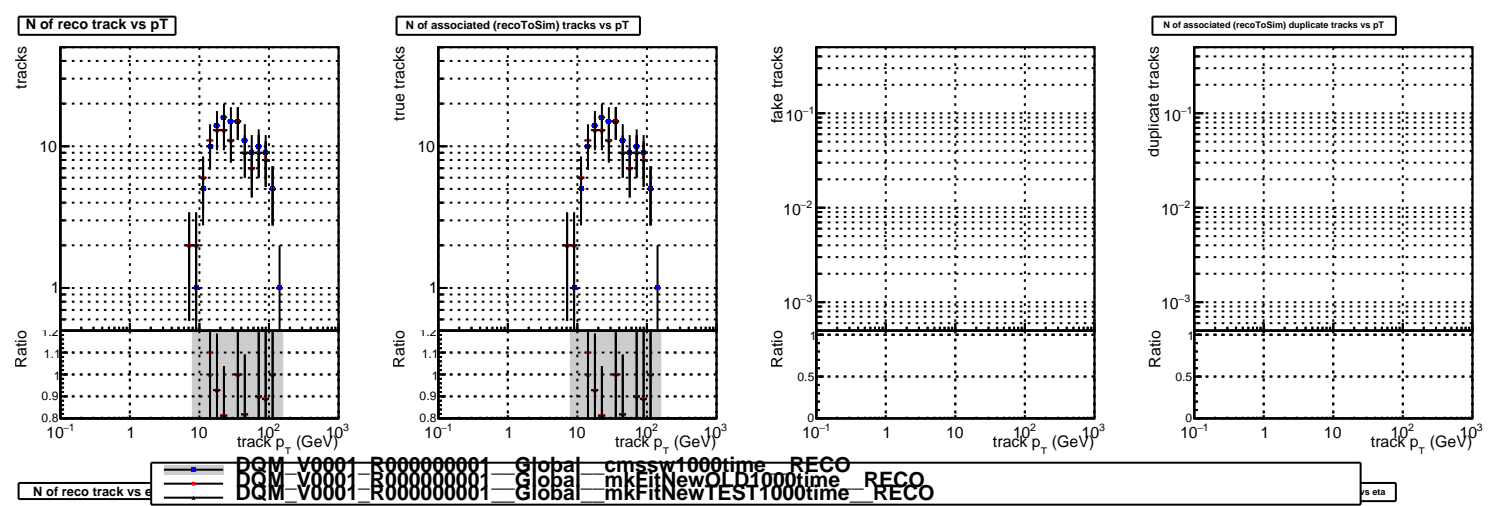 N of reco track vs pT
N of associated (recoToSim) tracks vs pT
N of associated (recoToSim) duplicate tracks vs pT
tracks
10
1
Ratio
1.2
1.1
1
0.9
0.8
10⁻¹ 1 10 10² 10³
track p_T (GeV)
true tracks
10
1
Ratio
1.2
1.1
1
0.9
0.8
10⁻¹ 1 10 10² 10³
track p_T (GeV)
fake tracks
10⁻¹
10⁻²
10⁻³
Ratio
1
0.5
0
10⁻¹ 1 10 10² 10³
track p_T (GeV)
duplicate tracks
10⁻¹
10⁻²
10⁻³
Ratio
1
0.5
0
10⁻¹ 1 10 10² 10³
track p_T (GeV)
DQM_V0001_R000000001__Global__cmssw1000time__RECO
DQM_V0001_R000000001__Global__mkFitNewOLD1000time__RECO
DQM_V0001_R000000001__Global__mkFitNewTEST1000time__RECO
N of reco track vs e
vs eta